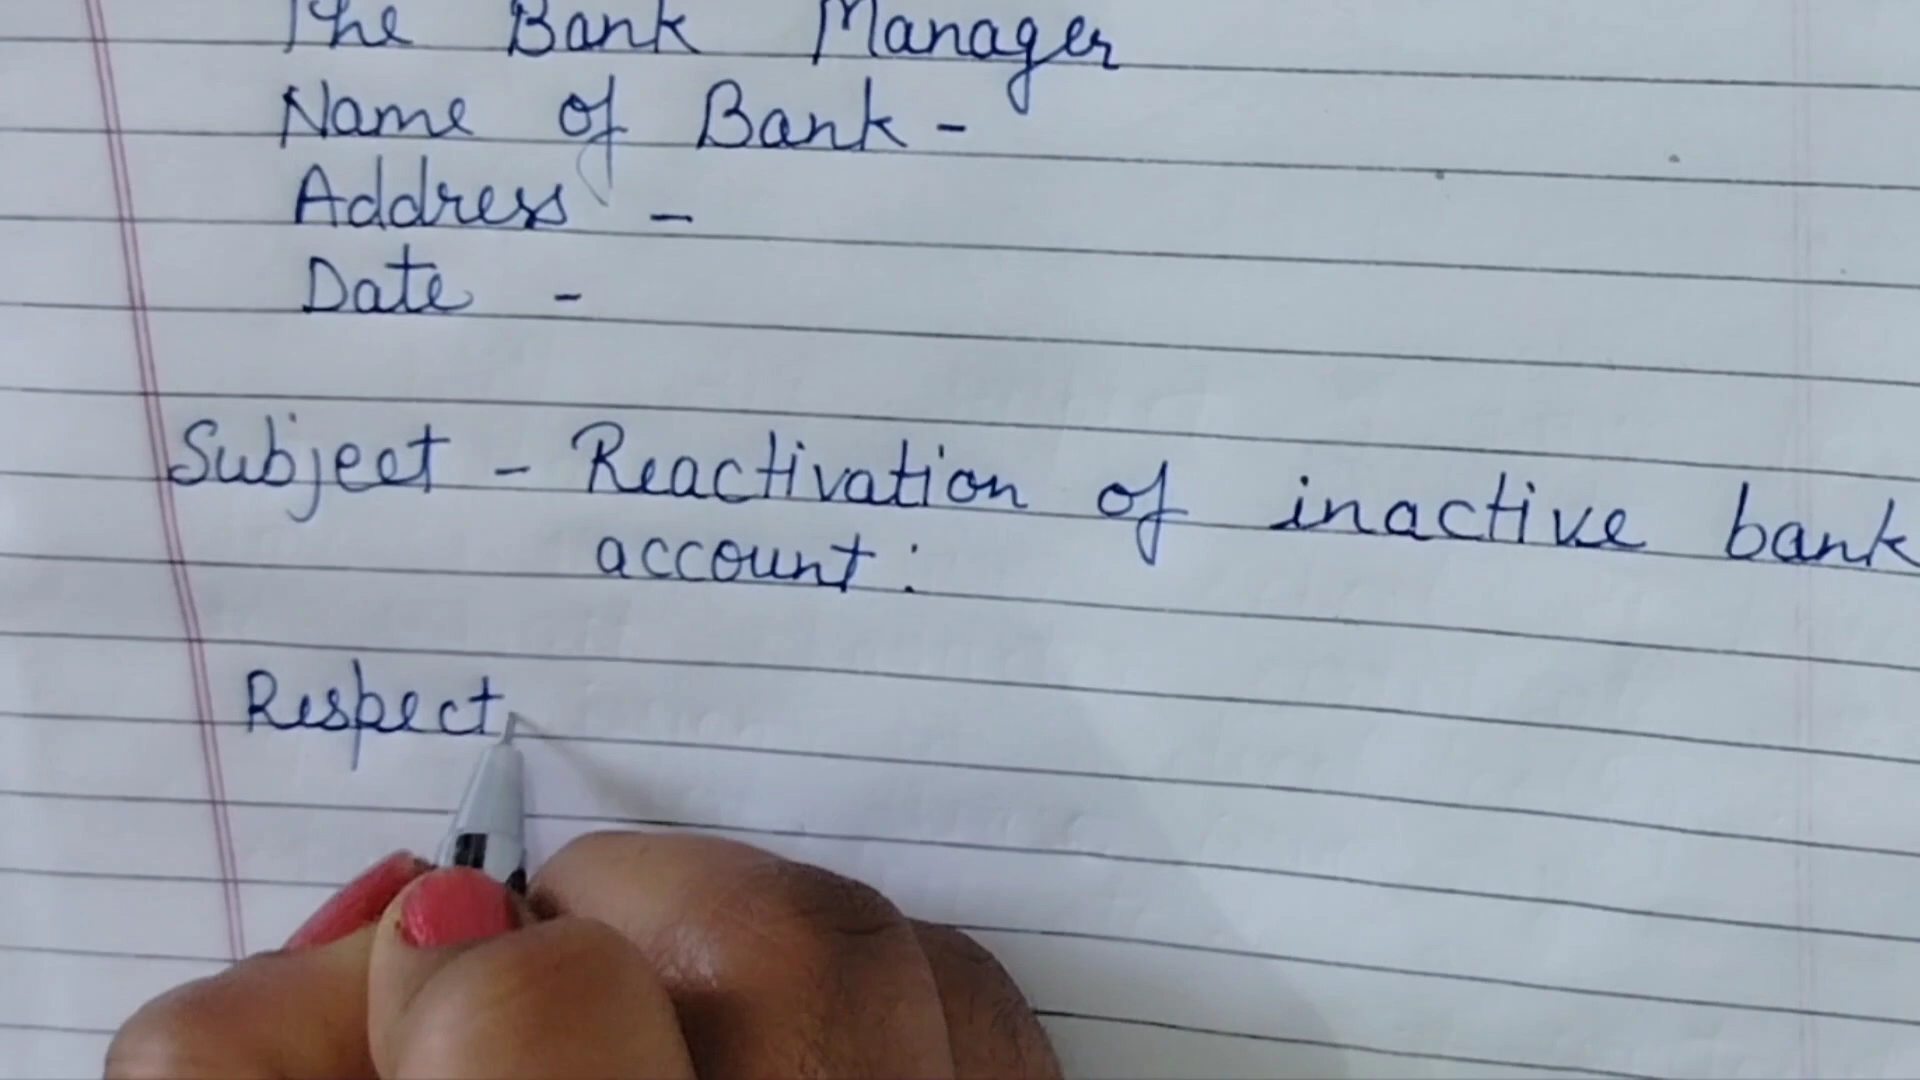 The Bank Manager
Name of Bank -
Address -
Date -
Subject - Reactivation of inactive bank
account :
Respect